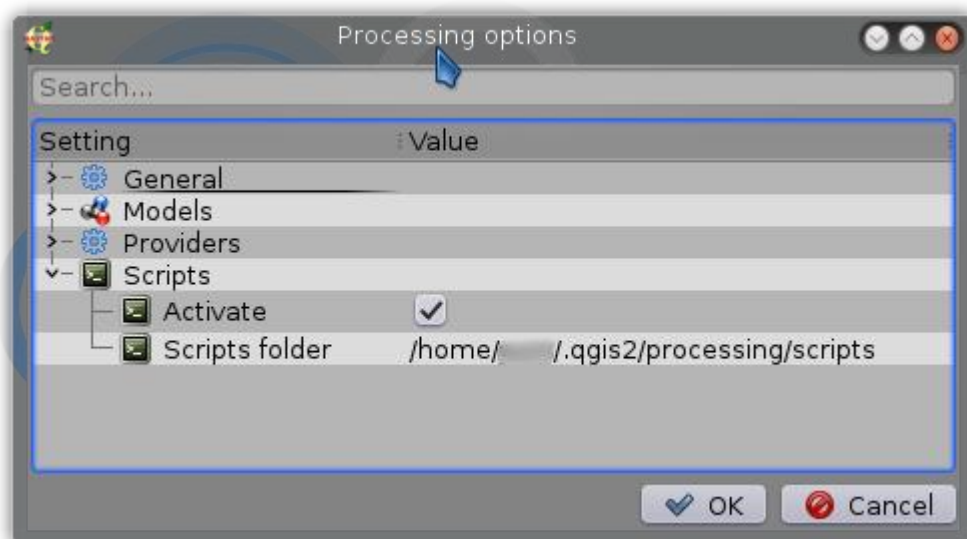 Processing options
Search...
Setting Value
General
Models
Providers
Scripts
Activate
Scripts folder /home/ /.qgis2/processing/scripts
OK Cancel